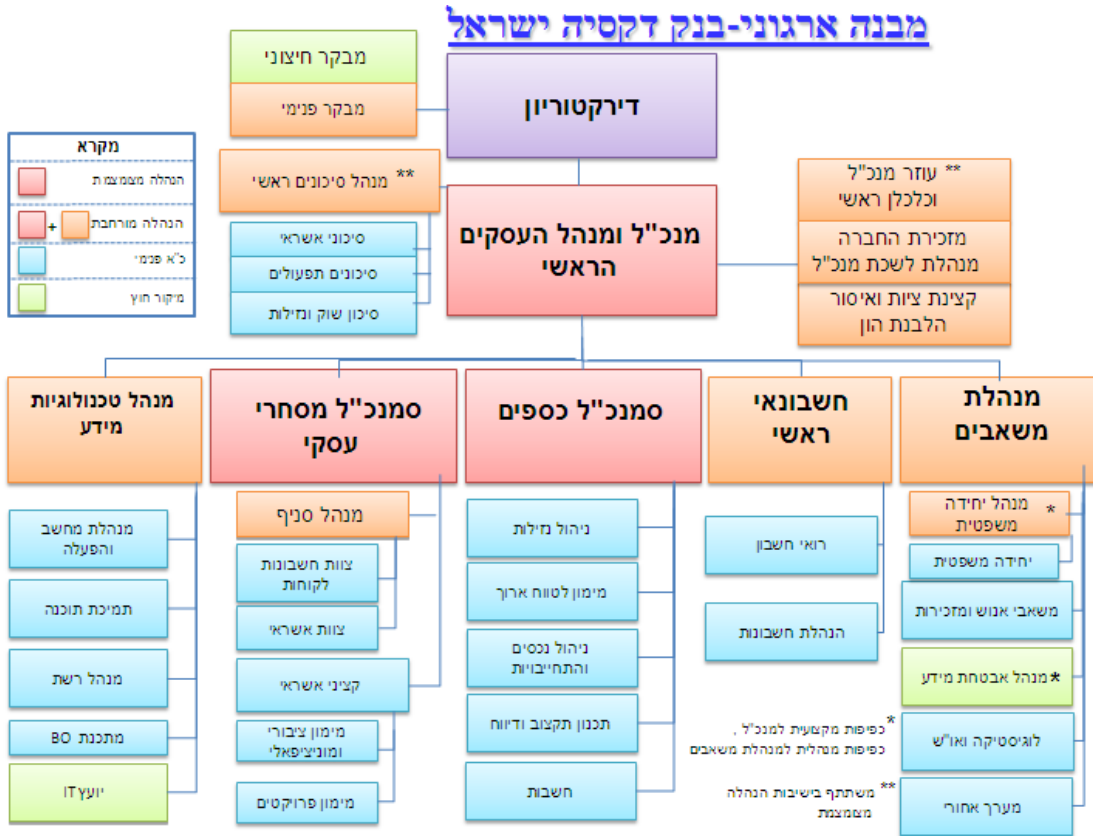 מבנה ארגוני-בנק דקסיה ישראל
מבקר חיצוני
מבקר פנימי
דירקטוריון
מקרא
הנהלה מצומצמת
הנהלה מורחבת
+
כ"א פנימי
מיקור חוץ
** מנהל סיכונים ראשי
סיכוני אשראי
סיכונים תפעולים
סיכון שוק ונזילות
מנכ"ל ומנהל העסקים
הראשי
** עוזר מנכ"ל
וכלכלן ראשי
מזכירת החברה
מנהלת לשכת מנכ"ל
קצינת ציות ואיסור
הלבנת הון
מנהלת
משאבים
* מנהל יחידה
משפטית
יחידה משפטית
משאבי אנוש ומזכירות
*מנהל אבטחת מידע
לוגיסטיקה ואו"ש
מערך אחורי
חשבונאי
ראשי
רואי חשבון
הנהלת חשבונות
סמנכ"ל כספים
ניהול נזילות
מימון לטווח ארוך
ניהול נכסים
והתחייבויות
תכנון תקצוב ודיווח
חשבות
סמנכ"ל מסחרי
עסקי
מנהל סניף
צוות חשבונות
לקוחות
צוות אשראי
קציני אשראי
מימון ציבורי
ומוניציפאלי
מימון פרויקטים
מנהל טכנולוגיות
מידע
מנהלת מחשב
והפעלה
תמיכת תוכנה
מנהל רשת
מתכנת BO
יועץ IT
* כפיפות מקצועית למנכ"ל ,
כפיפות מנהלית למנהלת משאבים
** משתתף בישיבות הנהלה
מצומצמת